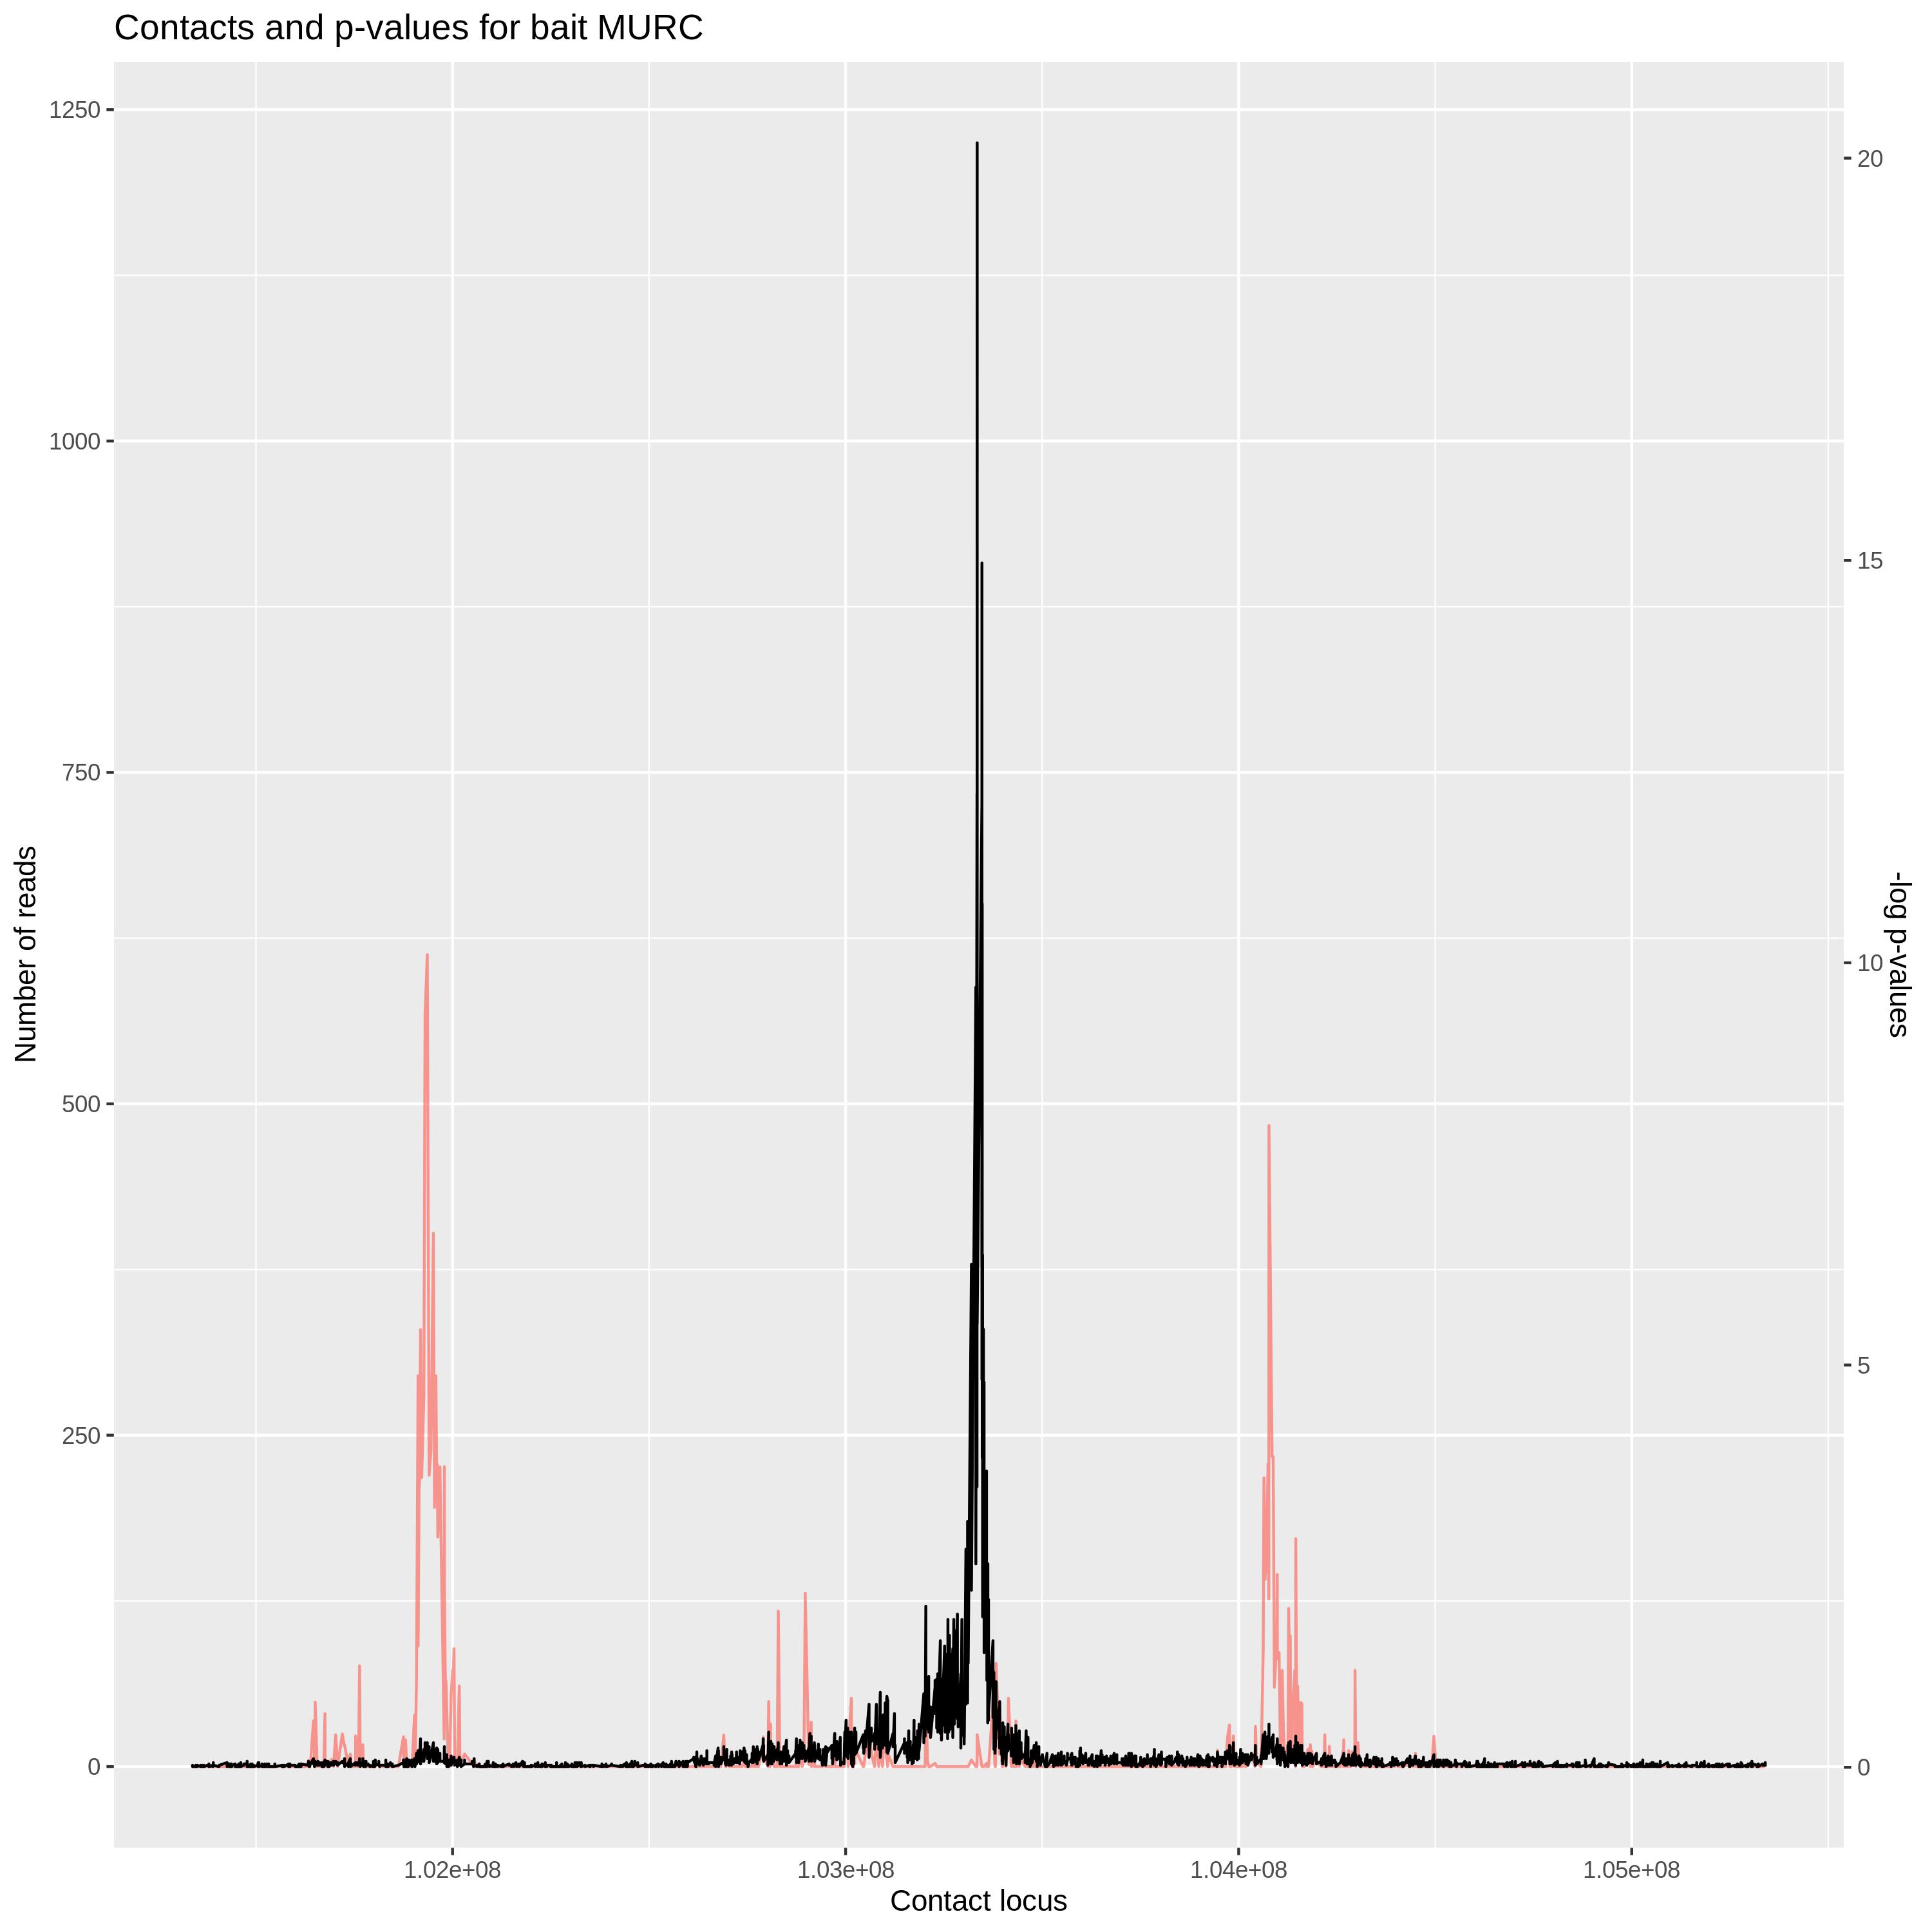 Contacts and p-values for bait MURC
1250
1000
750
500
250
0
Number of reads
20
15
10
5
0
-log p-values
1.02e+08
1.03e+08
1.04e+08
1.05e+08
Contact locus